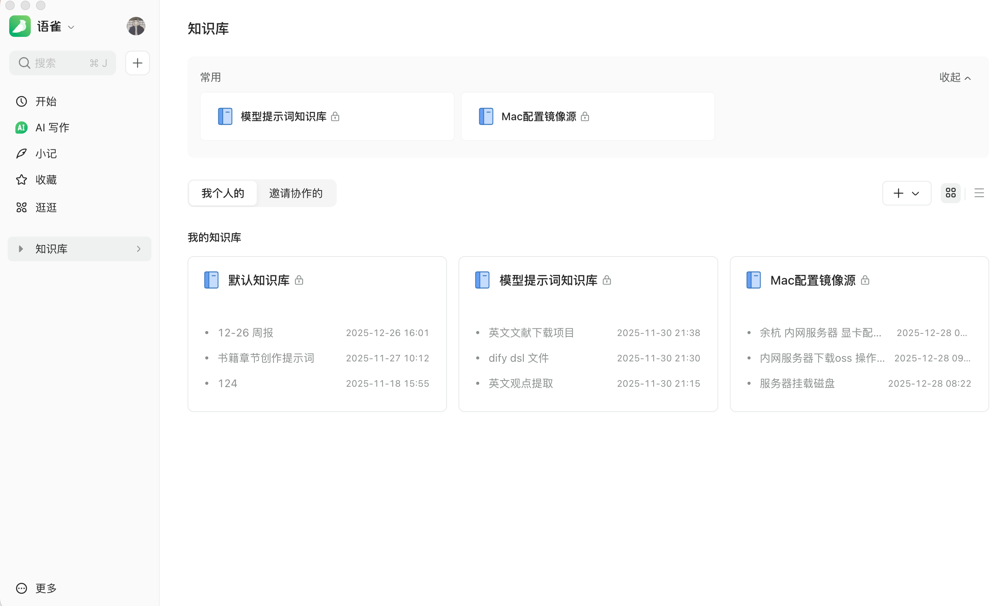 语雀
搜索 ⌘ J
开始
AI 写作
小记
收藏
逛逛
知识库
更多
知识库
常用 收起
模型提示词知识库 Mac配置镜像源
我个人的 邀请协作的
我的知识库
默认知识库
12-26 周报 2025-12-26 16:01
书籍章节创作提示词 2025-11-27 10:12
124 2025-11-18 15:55
模型提示词知识库
英文文献下载项目 2025-11-30 21:38
dify dsl 文件 2025-11-30 21:30
英文观点提取 2025-11-30 21:15
Mac配置镜像源
余杭 内网服务器 显卡配... 2025-12-28 0...
内网服务器下载oss 操作... 2025-12-28 09...
服务器挂载磁盘 2025-12-28 08:22